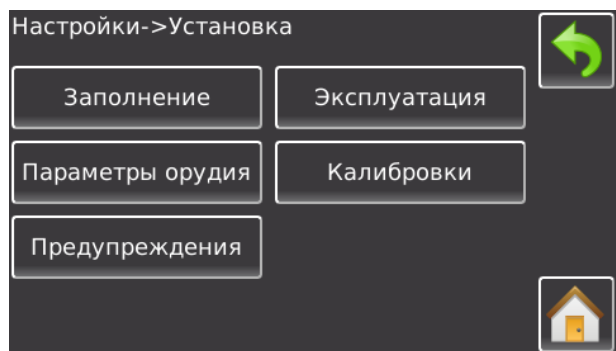 Настройки->Установка
Заполнение
Эксплуатация
Параметры орудия
Калибровки
Предупреждения